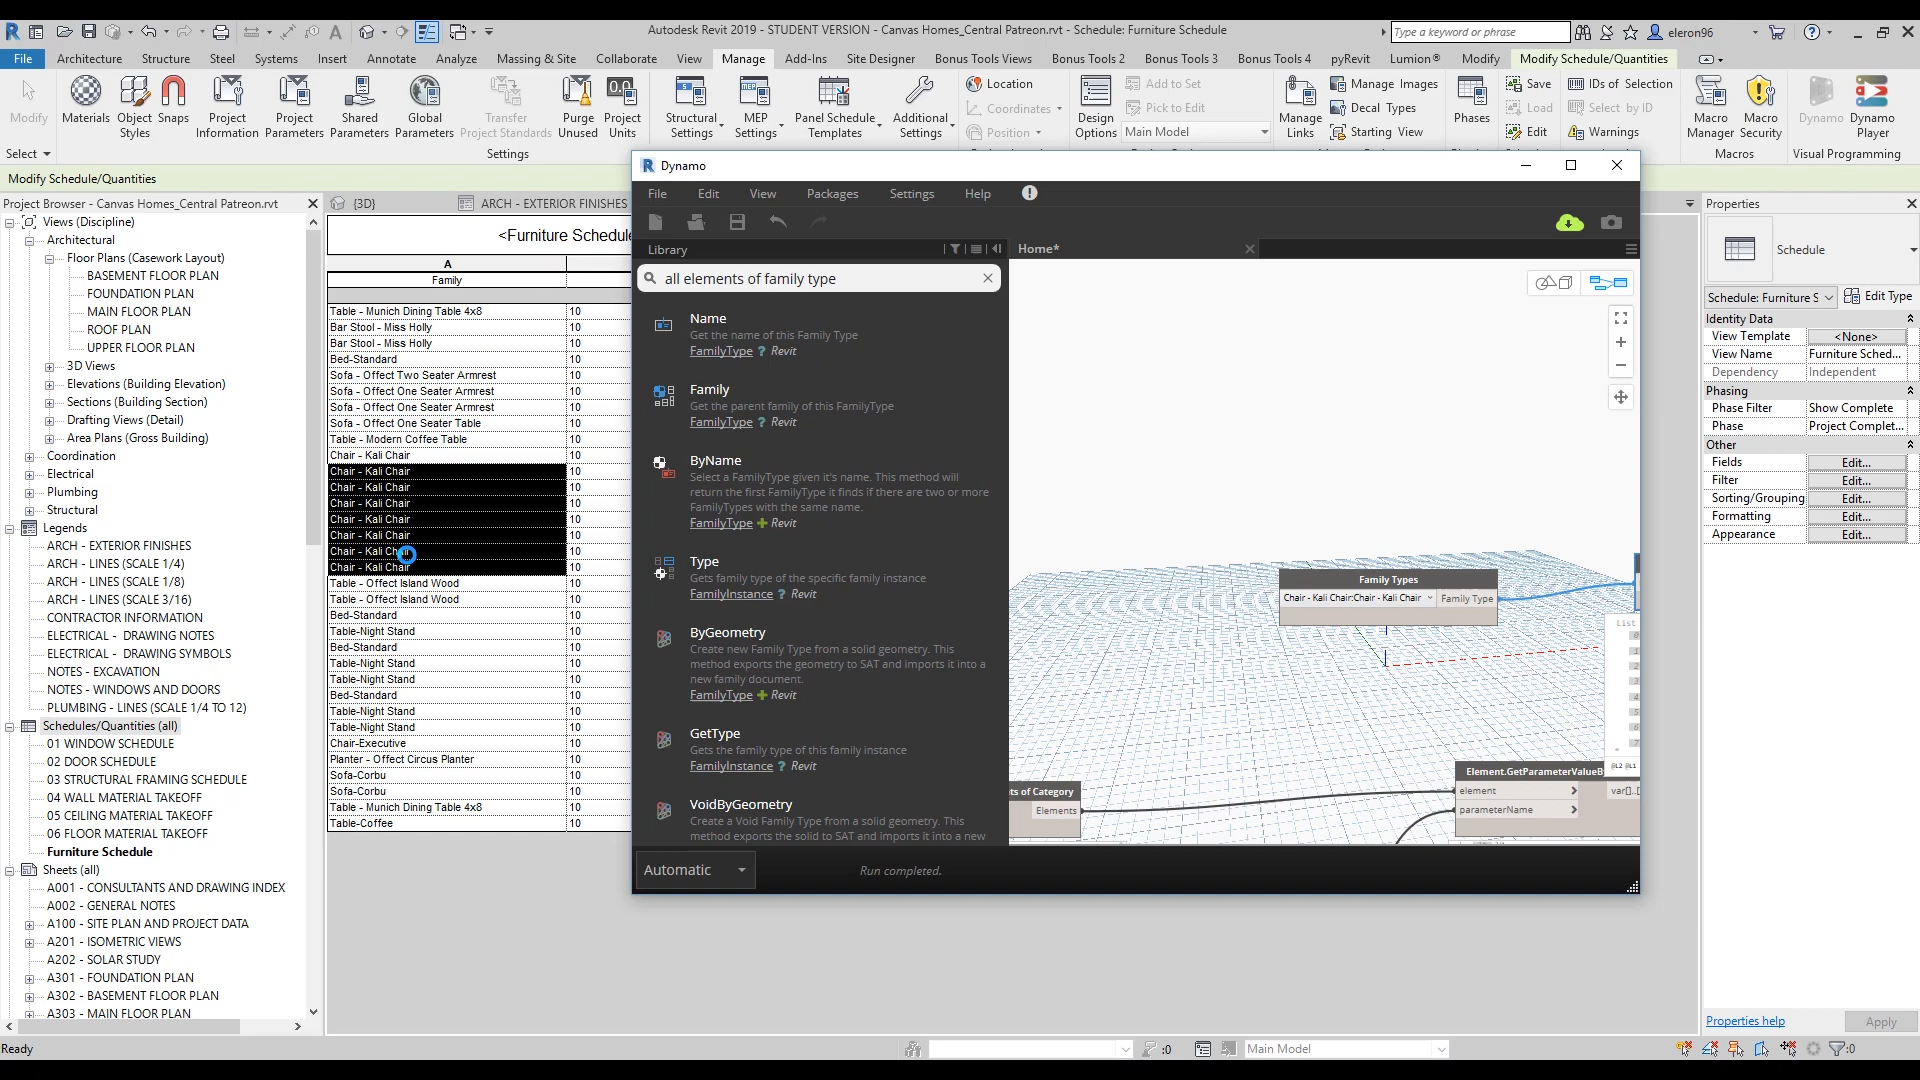 Autodesk Revit 2019 - STUDENT VERSION - Canvas Homes_Central Patreon.rvt - Schedule: Furniture Schedule
Type a keyword or phrase
eleron96
File Architecture Structure Steel Systems Insert Annotate Analyze Massing & Site Collaborate View Manage Add-Ins Site Designer Bonus Tools Views Bonus Tools 2 Bonus Tools 3 Bonus Tools 4 pyRevit Lumion® Modify Modify Schedule/Quantities
Modify
Materials
Object Styles
Snaps
Project Information
Project Parameters
Shared Parameters
Global Parameters
Transfer Project Standards
Purge Unused
Project Units
Structural Settings
MEP Settings
Panel Schedule Templates
Additional Settings
Location
Coordinates
Position
Design Options
Add to Set
Pick to Edit
Main Model
Manage Links
Manage Images
Decal Types
Starting View
Phases
Save
Load
Edit
IDs of Selection
Select by ID
Warnings
Macro Manager
Macro Security
Dynamo
Dynamo Player
Select
Settings
Macros
Visual Programming
Modify Schedule/Quantities
Project Browser - Canvas Homes_Central Patreon.rvt
Views (Discipline)
Architectural
Floor Plans (Casework Layout)
BASEMENT FLOOR PLAN
FOUNDATION PLAN
MAIN FLOOR PLAN
ROOF PLAN
UPPER FLOOR PLAN
3D Views
Elevations (Building Elevation)
Sections (Building Section)
Drafting Views (Detail)
Area Plans (Gross Building)
Coordination
Electrical
Plumbing
Structural
Legends
ARCH - EXTERIOR FINISHES
ARCH - LINES (SCALE 1/4)
ARCH - LINES (SCALE 1/8)
ARCH - LINES (SCALE 3/16)
CONTRACTOR INFORMATION
ELECTRICAL -  DRAWING NOTES
ELECTRICAL -  DRAWING SYMBOLS
NOTES - EXCAVATION
NOTES - WINDOWS AND DOORS
PLUMBING - LINES (SCALE 1/4 TO 12)
Schedules/Quantities (all)
01 WINDOW SCHEDULE
02 DOOR SCHEDULE
03 STRUCTURAL FRAMING SCHEDULE
04 WALL MATERIAL TAKEOFF
05 CEILING MATERIAL TAKEOFF
06 FLOOR MATERIAL TAKEOFF
Furniture Schedule
Sheets (all)
A001 - CONSULTANTS AND DRAWING INDEX
A002 - GENERAL NOTES
A100 - SITE PLAN AND PROJECT DATA
A201 - ISOMETRIC VIEWS
A202 - SOLAR STUDY
A301 - FOUNDATION PLAN
A302 - BASEMENT FLOOR PLAN
A303 - MAIN FLOOR PLAN
{3D}
ARCH - EXTERIOR FINISHES
<Furniture Schedule
A
Family
Table - Munich Dining Table 4x8 10
Bar Stool - Miss Holly 10
Bar Stool - Miss Holly 10
Bed-Standard 10
Sofa - Offect Two Seater Armrest 10
Sofa - Offect One Seater Armrest 10
Sofa - Offect One Seater Armrest 10
Sofa - Offect One Seater Table 10
Table - Modern Coffee Table 10
Chair - Kali Chair 10
Chair - Kali Chair 10
Chair - Kali Chair 10
Chair - Kali Chair 10
Chair - Kali Chair 10
Chair - Kali Chair 10
Chair - Kali Chair 10
Chair - Kali Chair 10
Table - Offect Island Wood 10
Table - Offect Island Wood 10
Bed-Standard 10
Table-Night Stand 10
Bed-Standard 10
Table-Night Stand 10
Table-Night Stand 10
Bed-Standard 10
Table-Night Stand 10
Table-Night Stand 10
Chair-Executive 10
Planter - Offect Circus Planter 10
Sofa-Corbu 10
Sofa-Corbu 10
Table - Munich Dining Table 4x8 10
Table-Coffee 10
Dynamo
File Edit View Packages Settings Help
Library
Home*
all elements of family type
Name
Get the name of this Family Type
FamilyType ? Revit
Family
Get the parent family of this FamilyType
FamilyType ? Revit
ByName
Select a FamilyType given it's name. This method will
return the first FamilyType it finds if there are two or more
FamilyTypes with the same name.
FamilyType + Revit
Type
Gets family type of the specific family instance
FamilyInstance ? Revit
ByGeometry
Create new Family Type from a solid geometry. This
method exports the geometry to SAT and imports it into a
new family document.
FamilyType + Revit
GetType
Gets the family type of this family instance
FamilyInstance ? Revit
VoidByGeometry
Create a Void Family Type from a solid geometry. This
method exports the solid to SAT and imports it into a new
Family Types
Chair - Kali Chair:Chair - Kali Chair Family Type
List
0
1
2
3
4
5
6
7
@L2 @L1
ts of Category
Elements
Element.GetParameterValueB
element var[]..[
parameterName
Automatic
Run completed.
Properties
Schedule
Schedule: Furniture S
Edit Type
Identity Data
View Template <None>
View Name Furniture Sched...
Dependency Independent
Phasing
Phase Filter Show Complete
Phase Project Complet...
Other
Fields Edit...
Filter Edit...
Sorting/Grouping Edit...
Formatting Edit...
Appearance Edit...
Properties help
Apply
Ready
:0
Main Model
:0